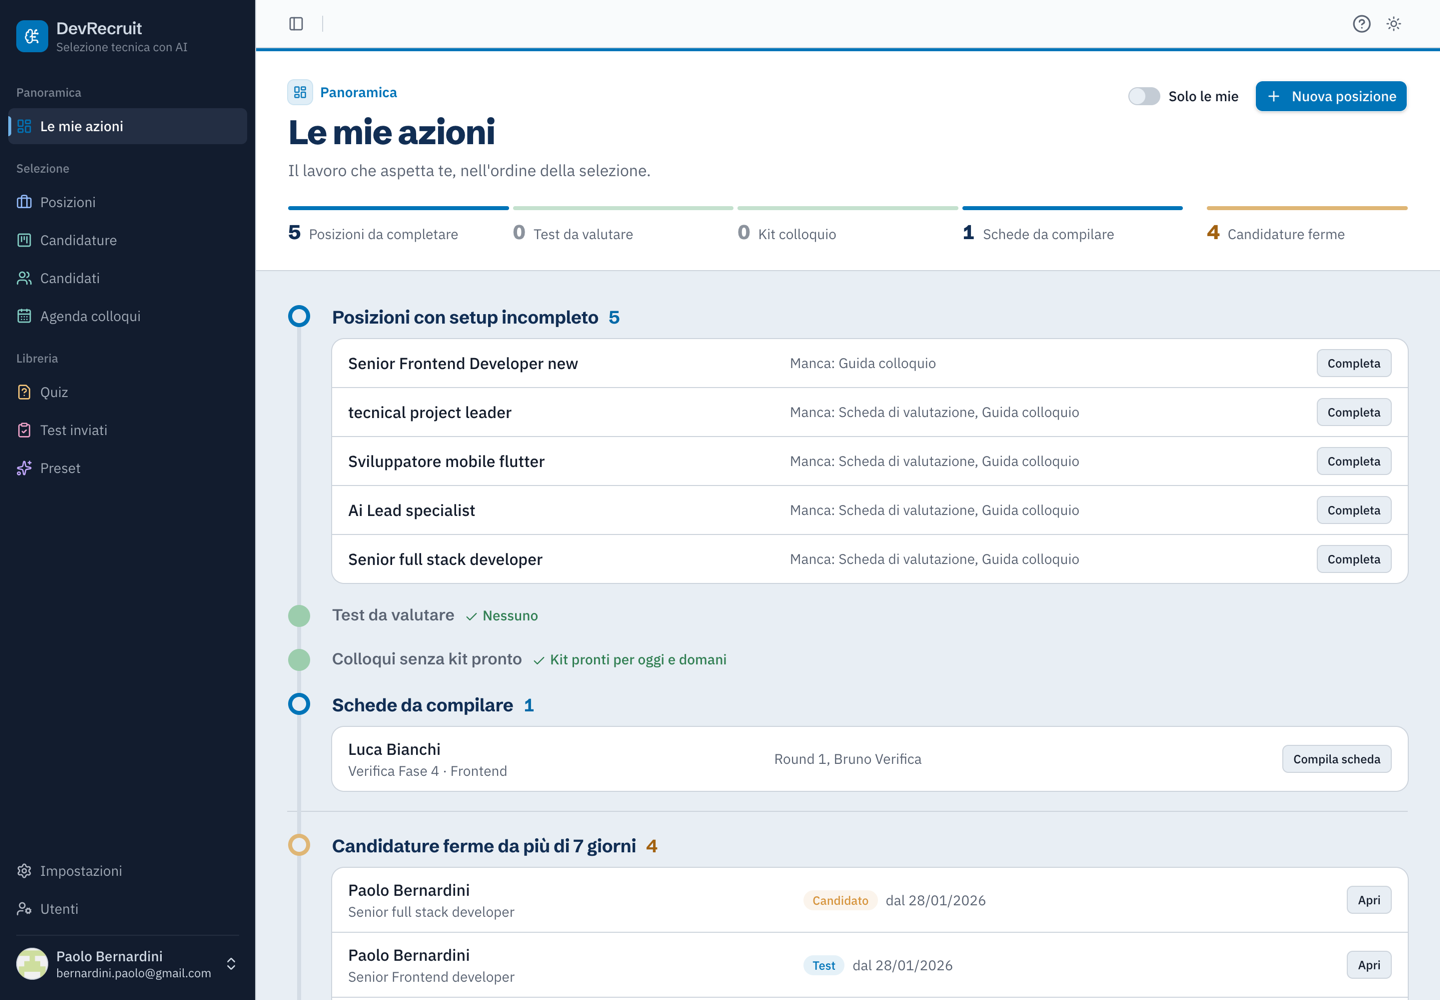 DevRecruit
Selezione tecnica con AI
Panoramica
Le mie azioni
Selezione
Posizioni
Candidature
Candidati
Agenda colloqui
Libreria
Quiz
Test inviati
Preset
Impostazioni
Utenti
Paolo Bernardini
bernardini.paolo@gmail.com
Panoramica
Solo le mie
Nuova posizione
Le mie azioni
Il lavoro che aspetta te, nell'ordine della selezione.
5 Posizioni da completare
0 Test da valutare
0 Kit colloquio
1 Schede da compilare
4 Candidature ferme
Posizioni con setup incompleto 5
Senior Frontend Developer new Manca: Guida colloquio Completa
tecnical project leader Manca: Scheda di valutazione, Guida colloquio Completa
Sviluppatore mobile flutter Manca: Scheda di valutazione, Guida colloquio Completa
Ai Lead specialist Manca: Scheda di valutazione, Guida colloquio Completa
Senior full stack developer Manca: Scheda di valutazione, Guida colloquio Completa
Test da valutare Nessuno
Colloqui senza kit pronto Kit pronti per oggi e domani
Schede da compilare 1
Luca Bianchi
Verifica Fase 4 · Frontend
Round 1, Bruno Verifica
Compila scheda
Candidature ferme da più di 7 giorni 4
Paolo Bernardini
Senior full stack developer
Candidato dal 28/01/2026
Apri
Paolo Bernardini
Senior Frontend developer
Test dal 28/01/2026
Apri